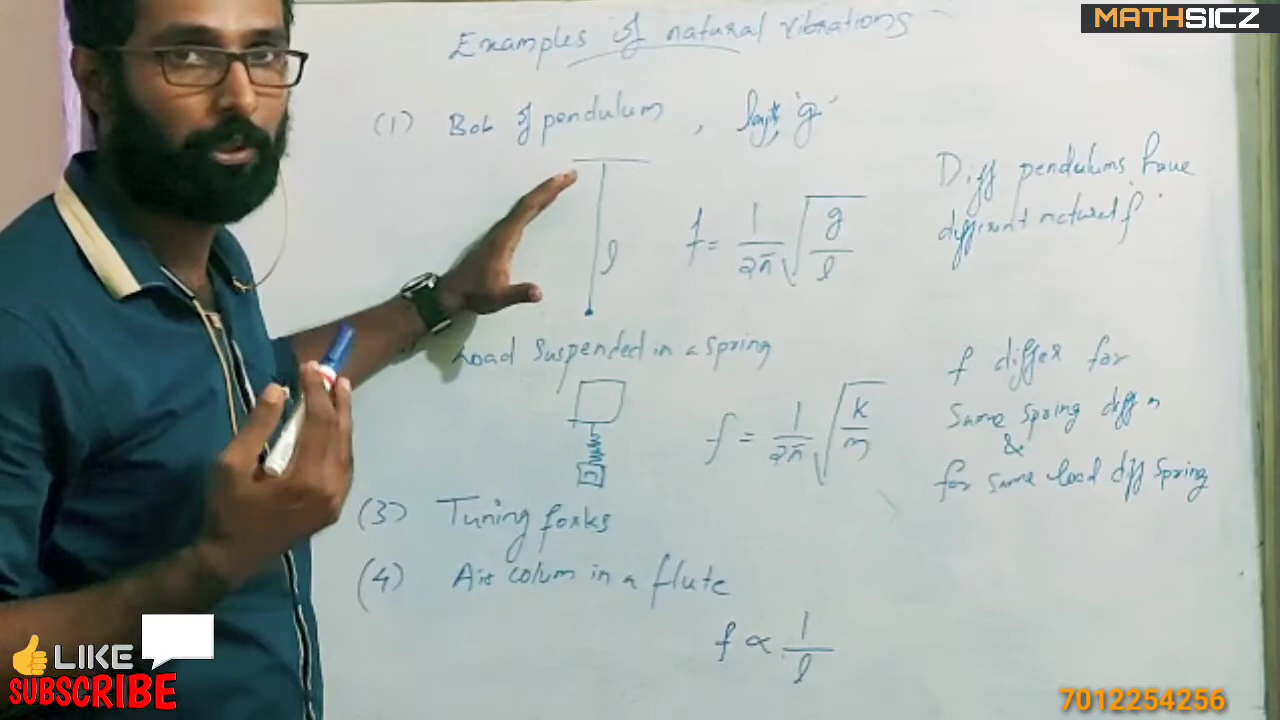 MATHSICZ
Examples of natural vibrations
(1) Bob of pendulum, 'g'
l
f = 1/2π √g/l
Diff pendulums have
different natural f
Load suspended in a spring
f = 1/2π √k/m
f differ for
Same spring diff
&
for same load diff spring
(3) Tuning forks
(4) Air colum in a flute
f ∝ 1/l
LIKE
SUBSCRIBE
7012254256